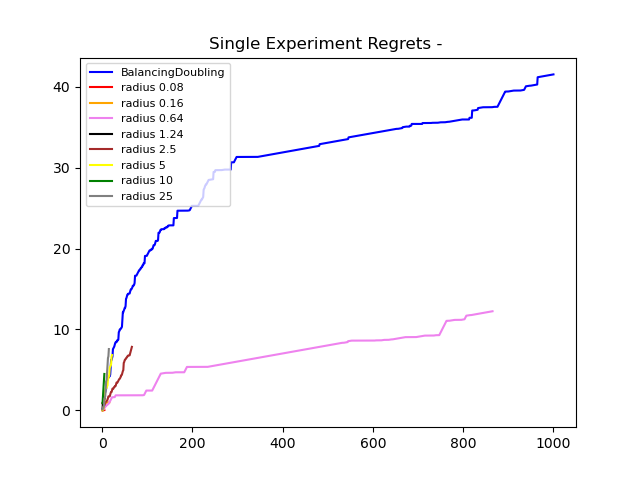 Single Experiment Regrets -
BalancingDoubling
radius 0.08
radius 0.16
radius 0.64
radius 1.24
radius 2.5
radius 5
radius 10
radius 25
40
30
20
10
0
0 200 400 600 800 1000